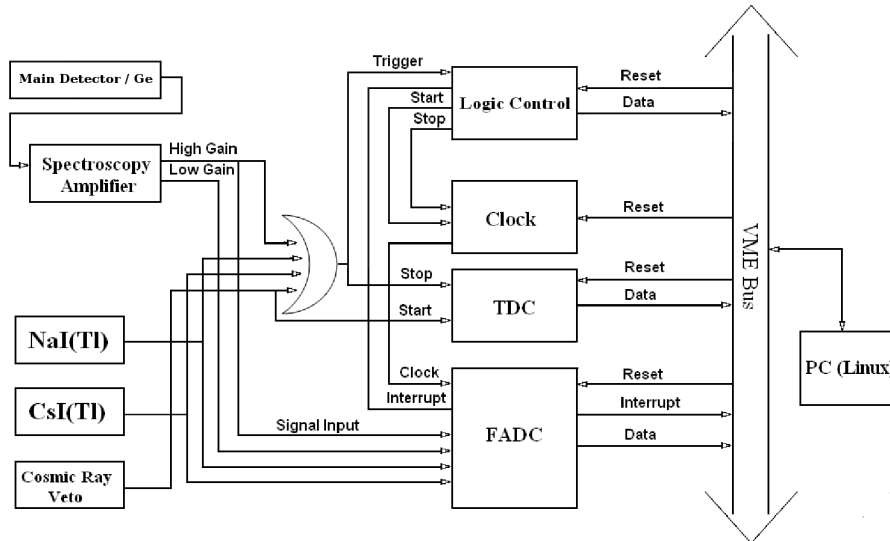 Main Detector / Ge
Spectroscopy
Amplifier
High Gain
Low Gain
NaI(Tl)
CsI(Tl)
Cosmic Ray
Veto
Trigger
Start
Stop
Logic Control
Reset
Data
Clock
Reset
Stop
Start
TDC
Reset
Data
Clock
Interrupt
Signal Input
FADC
Reset
Interrupt
Data
VME Bus
PC (Linux)